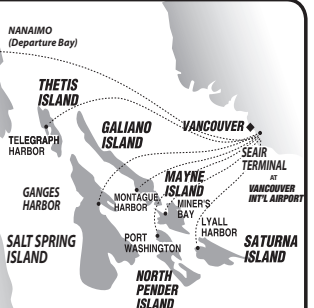 NANAIMO
(Departure Bay)
THETIS
ISLAND
TELEGRAPH
HARBOR
GALIANO
ISLAND
VANCOUVER
SEAIR
TERMINAL
AT
VANCOUVER
INT'L AIRPORT
GANGES
HARBOR
MONTAGUE
HARBOR
MAYNE
ISLAND
MINER'S
BAY
LYALL
HARBOR
SALT SPRING
ISLAND
PORT
WASHINGTON
SATURNA
ISLAND
NORTH
PENDER
ISLAND